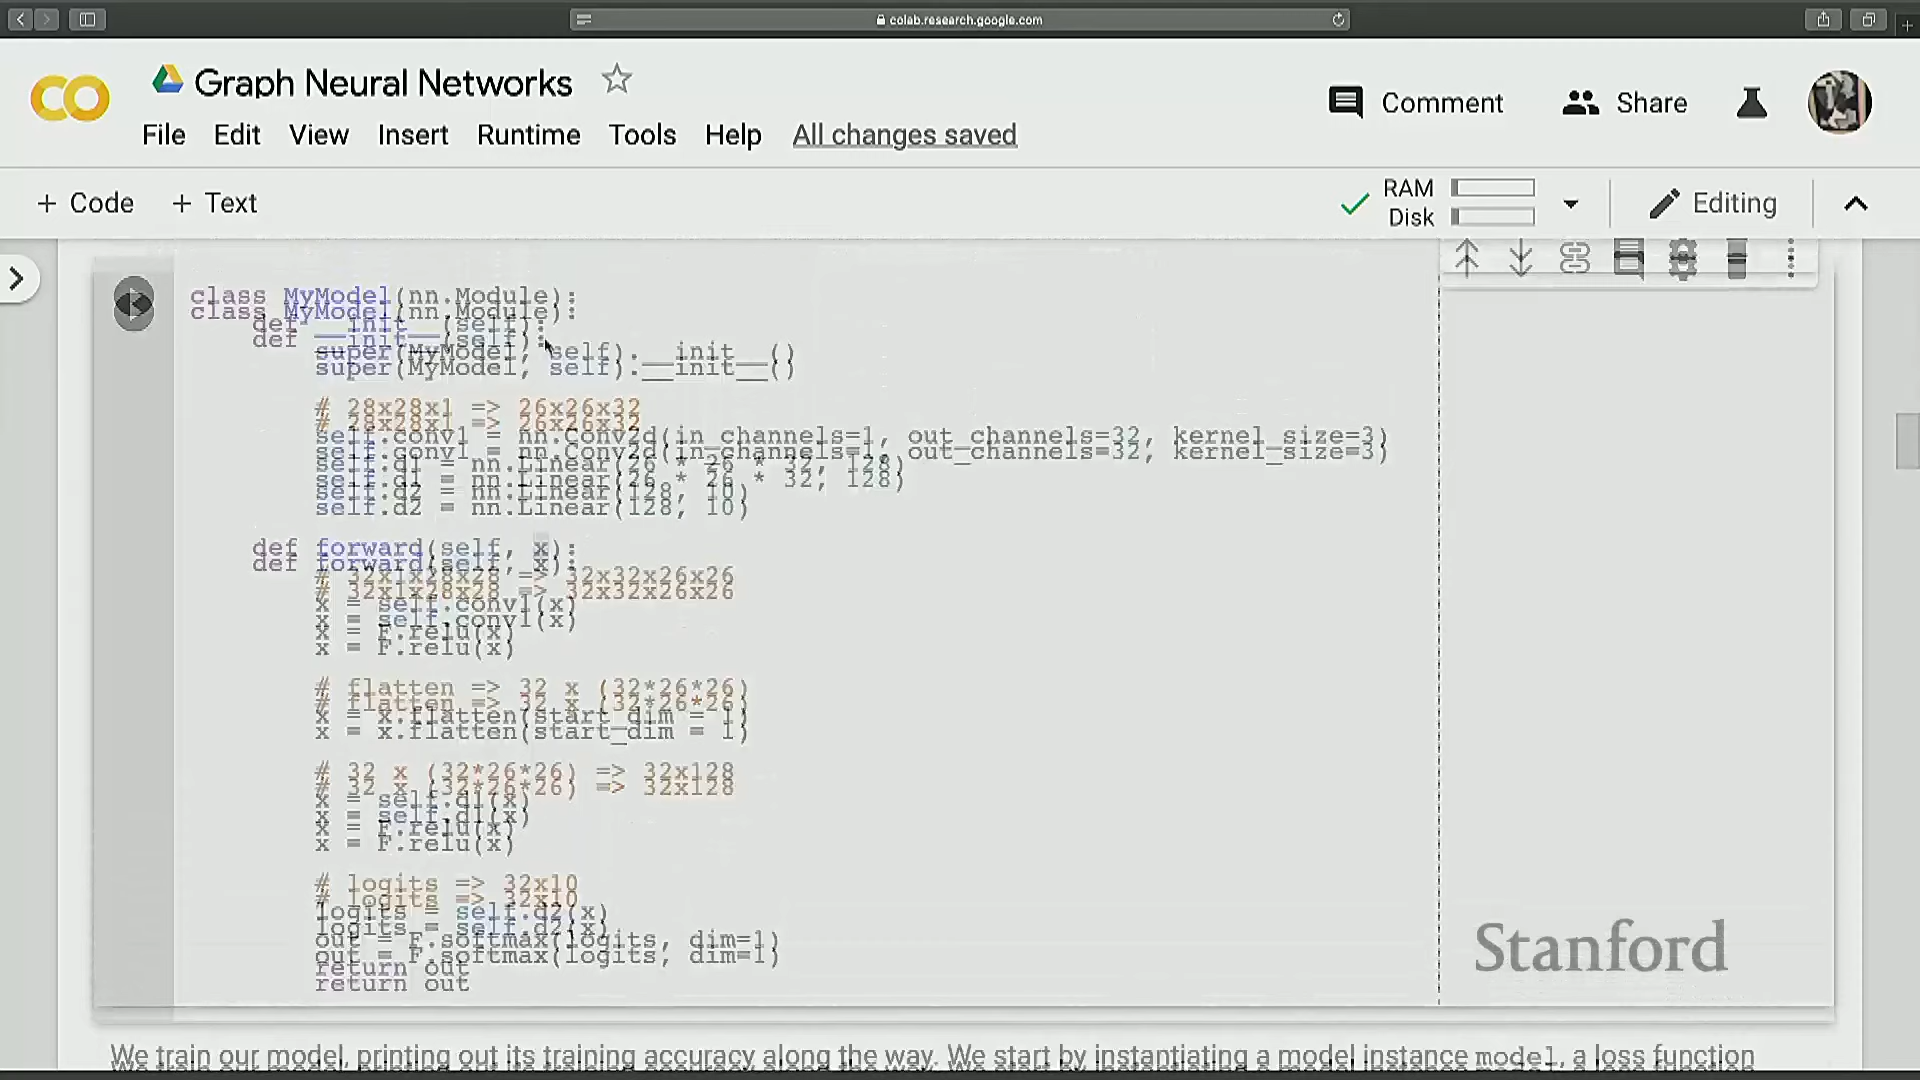 colab.research.google.com
Graph Neural Networks
Comment
Share
File Edit View Insert Runtime Tools Help All changes saved
+ Code + Text
RAM
Disk
Editing
class MyModel(nn.Module):
def __init__(self):
super(MyModel, self).__init__()
# 28x28x1 => 26x26x32
self.conv1 = nn.Conv2d(in_channels=1, out_channels=32, kernel_size=3)
self.d1 = nn.Linear(26 * 26 * 32, 128)
self.d2 = nn.Linear(128, 10)
def forward(self, x):
# 32x1x28x28 => 32x32x26x26
x = self.conv1(x)
x = F.relu(x)
# flatten => 32 x (32*26*26)
x = x.flatten(start_dim = 1)
# 32 x (32*26*26) => 32x128
x = self.d1(x)
x = F.relu(x)
# logits => 32x10
logits = self.d2(x)
out = F.softmax(logits, dim=1)
return out
Stanford
We train our model, printing out its training accuracy along the way. We start by instantiating a model instance model, a loss function